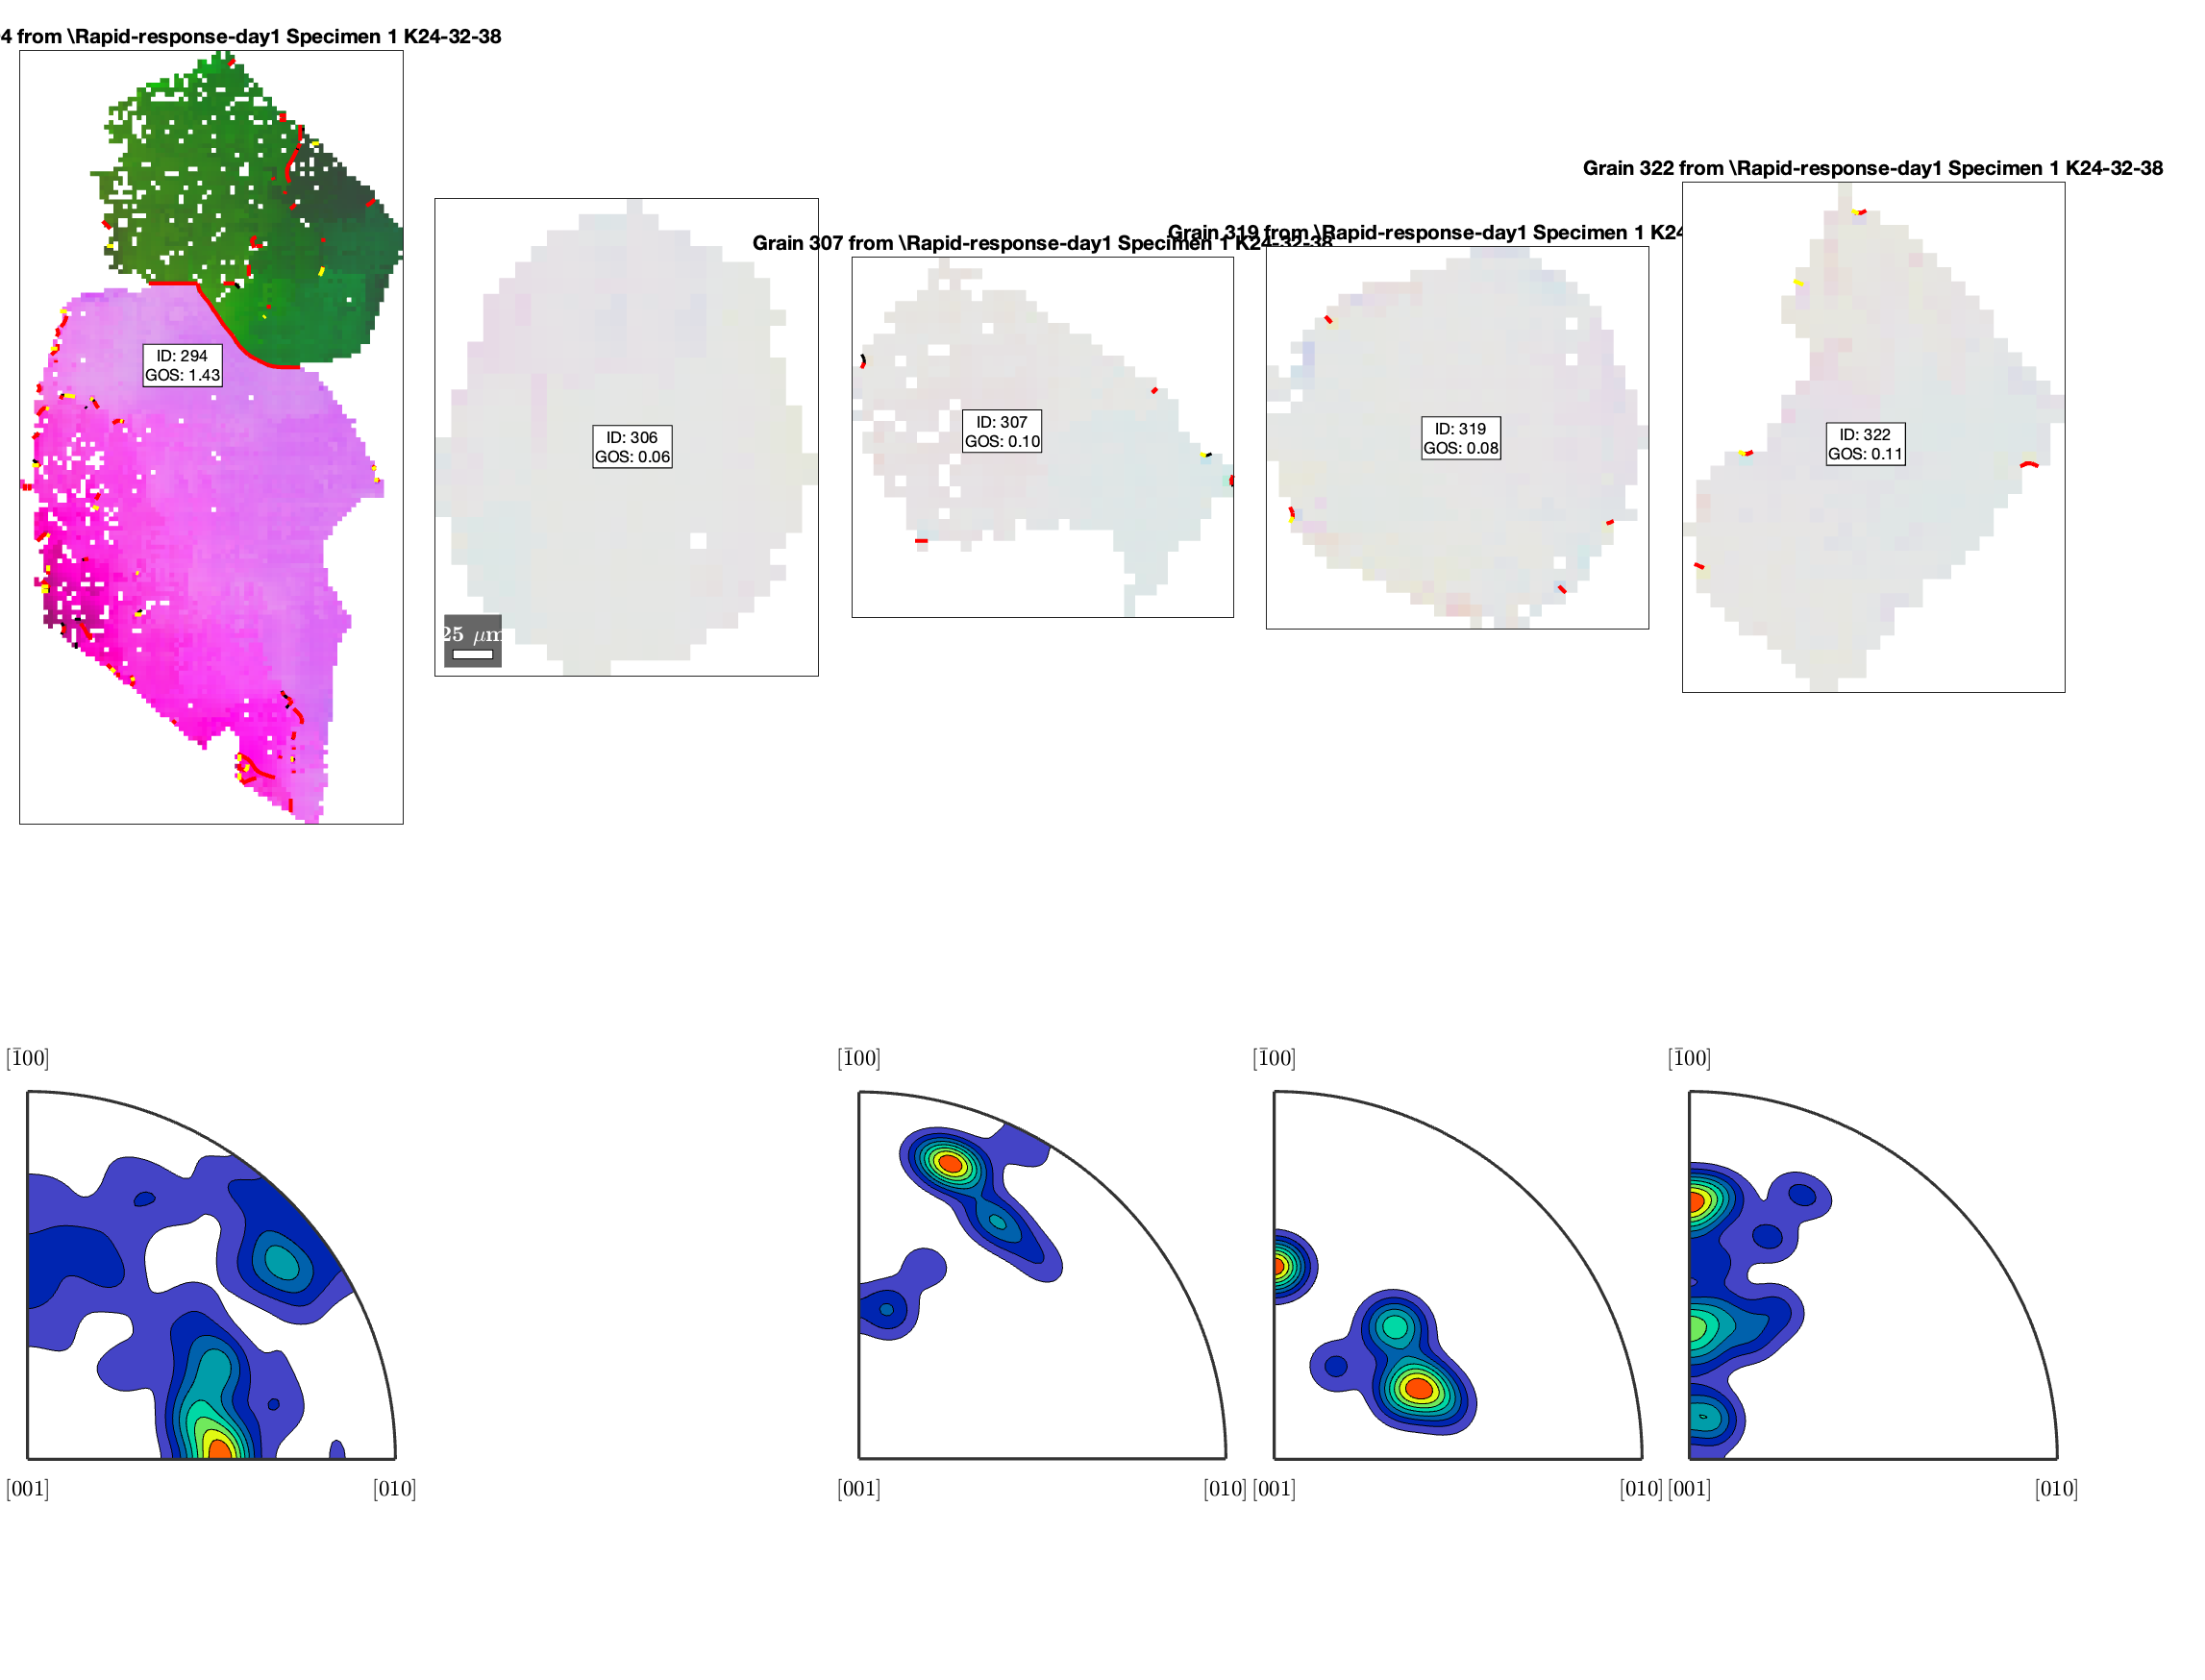 4 from \Rapid-response-day1 Specimen 1 K24-32-38
Grain 307 from \Rapid-response-day1 Specimen 1 K24-32-38
Grain 319 from \Rapid-response-day1 Specimen 1 K24
Grain 322 from \Rapid-response-day1 Specimen 1 K24-32-38
ID: 294
GOS: 1.43
ID: 306
GOS: 0.06
25 μm
ID: 307
GOS: 0.10
ID: 319
GOS: 0.08
ID: 322
GOS: 0.11
[1̄00]
[001]
[010]
[1̄00]
[001]
[010]
[1̄00]
[001]
[010]
[1̄00]
[001]
[010]